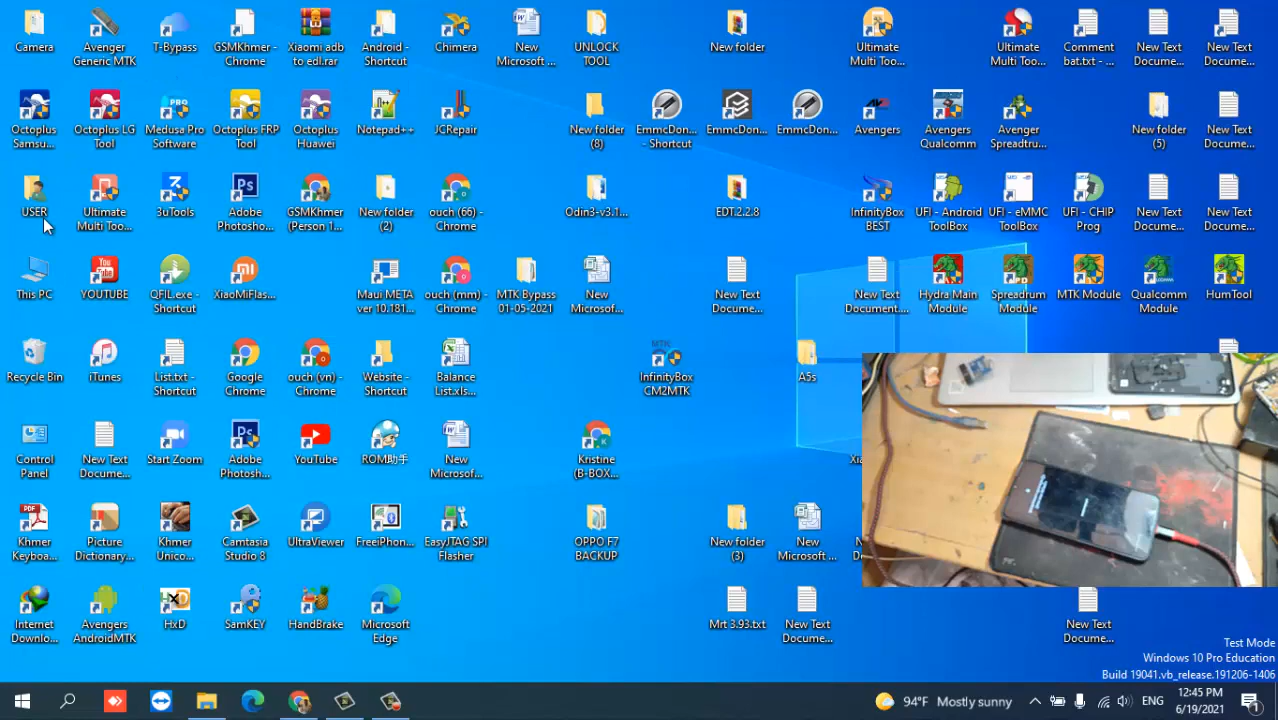 Camera
Avenger
Generic MTK
T-Bypass
GSMKhmer -
Chrome
Xiaomi adb
to edl.rar
Android -
Shortcut
Chimera
New
Microsoft ...
UNLOCK
TOOL
New folder
Ultimate
Multi Too...
Ultimate
Multi Too...
Comment
bat.txt - ...
New Text
Docume...
New Text
Docume...
Octoplus
Samsu...
Octoplus LG
Tool
Medusa Pro
Software
Octoplus FRP
Tool
Octoplus
Huawei
Notepad++
JCRepair
New folder
(8)
EmmcDon...
- Shortcut
EmmcDon...
EmmcDon...
Avengers
Avengers
Qualcomm
Avenger
Spreadtru...
New folder
(5)
New Text
Docume...
USER
Ultimate
Multi Too...
3uTools
Adobe
Photosho...
GSMKhmer
(Person 1...
New folder
(2)
ouch (66) -
Chrome
Odin3-v3.1...
EDT.2.2.8
InfinityBox
BEST
UFI - Android
ToolBox
UFI - eMMC
ToolBox
UFI - CHIP
Prog
New Text
Docume...
New Text
Docume...
This PC
YOUTUBE
QFIL.exe -
Shortcut
XiaoMiFlas...
Maui META
ver 10.181...
ouch (mm) -
Chrome
MTK Bypass
01-05-2021
New
Microsof...
New Text
Docume...
New Text
Document....
Hydra Main
Module
Spreadrum
Module
MTK Module
Qualcomm
Module
HumTool
Recycle Bin
iTunes
List.txt -
Shortcut
Google
Chrome
ouch (vn) -
Chrome
Website -
Shortcut
Balance
List.xls...
MTK
InfinityBox
CM2MTK
A5s
Control
Panel
New Text
Docume...
Start Zoom
Adobe
Photosho...
YouTube
ROM助手
New
Microsof...
Kristine
(B-BOX...
Xia
Khmer
Keyboa...
Picture
Dictionary...
Khmer
Unico...
Camtasia
Studio 8
UltraViewer
FreeiPhon...
EasyJTAG SPI
Flasher
OPPO F7
BACKUP
New folder
(3)
New
Microsoft ...
Internet
Downlo...
Avengers
AndroidMTK
HxD
SamKEY
HandBrake
Microsoft
Edge
Mrt 3.93.txt
New Text
Docume...
New Text
Docume...
Test Mode
Windows 10 Pro Education
Build 19041.vb_release.191206-1406
94°F Mostly sunny
ENG
12:45 PM
6/19/2021